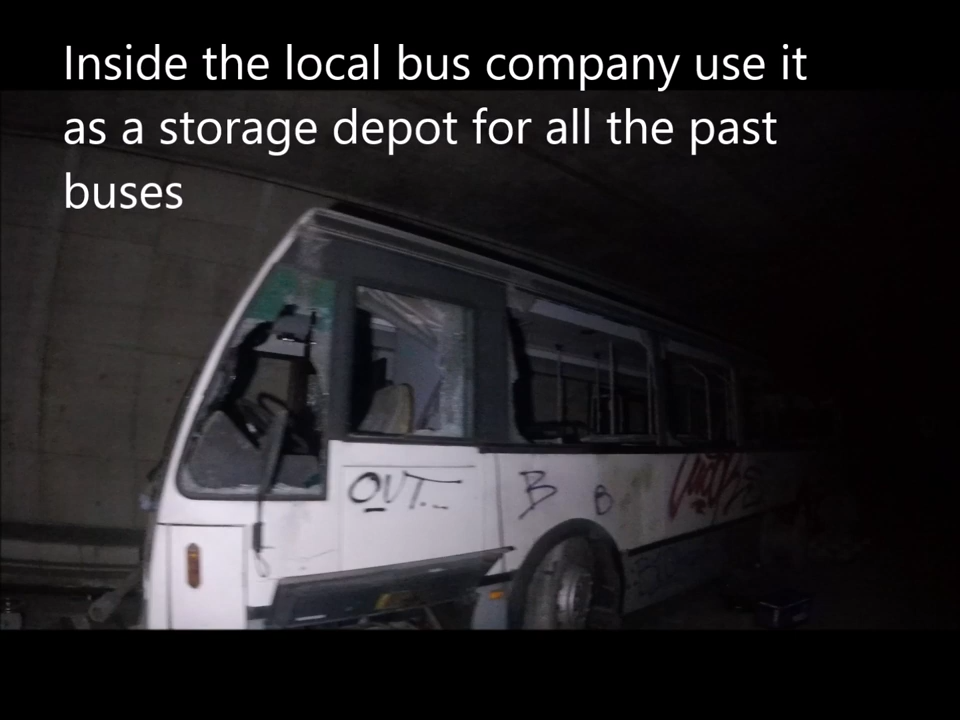 Inside the local bus company use it
as a storage depot for all the past
buses
OUT...
B B